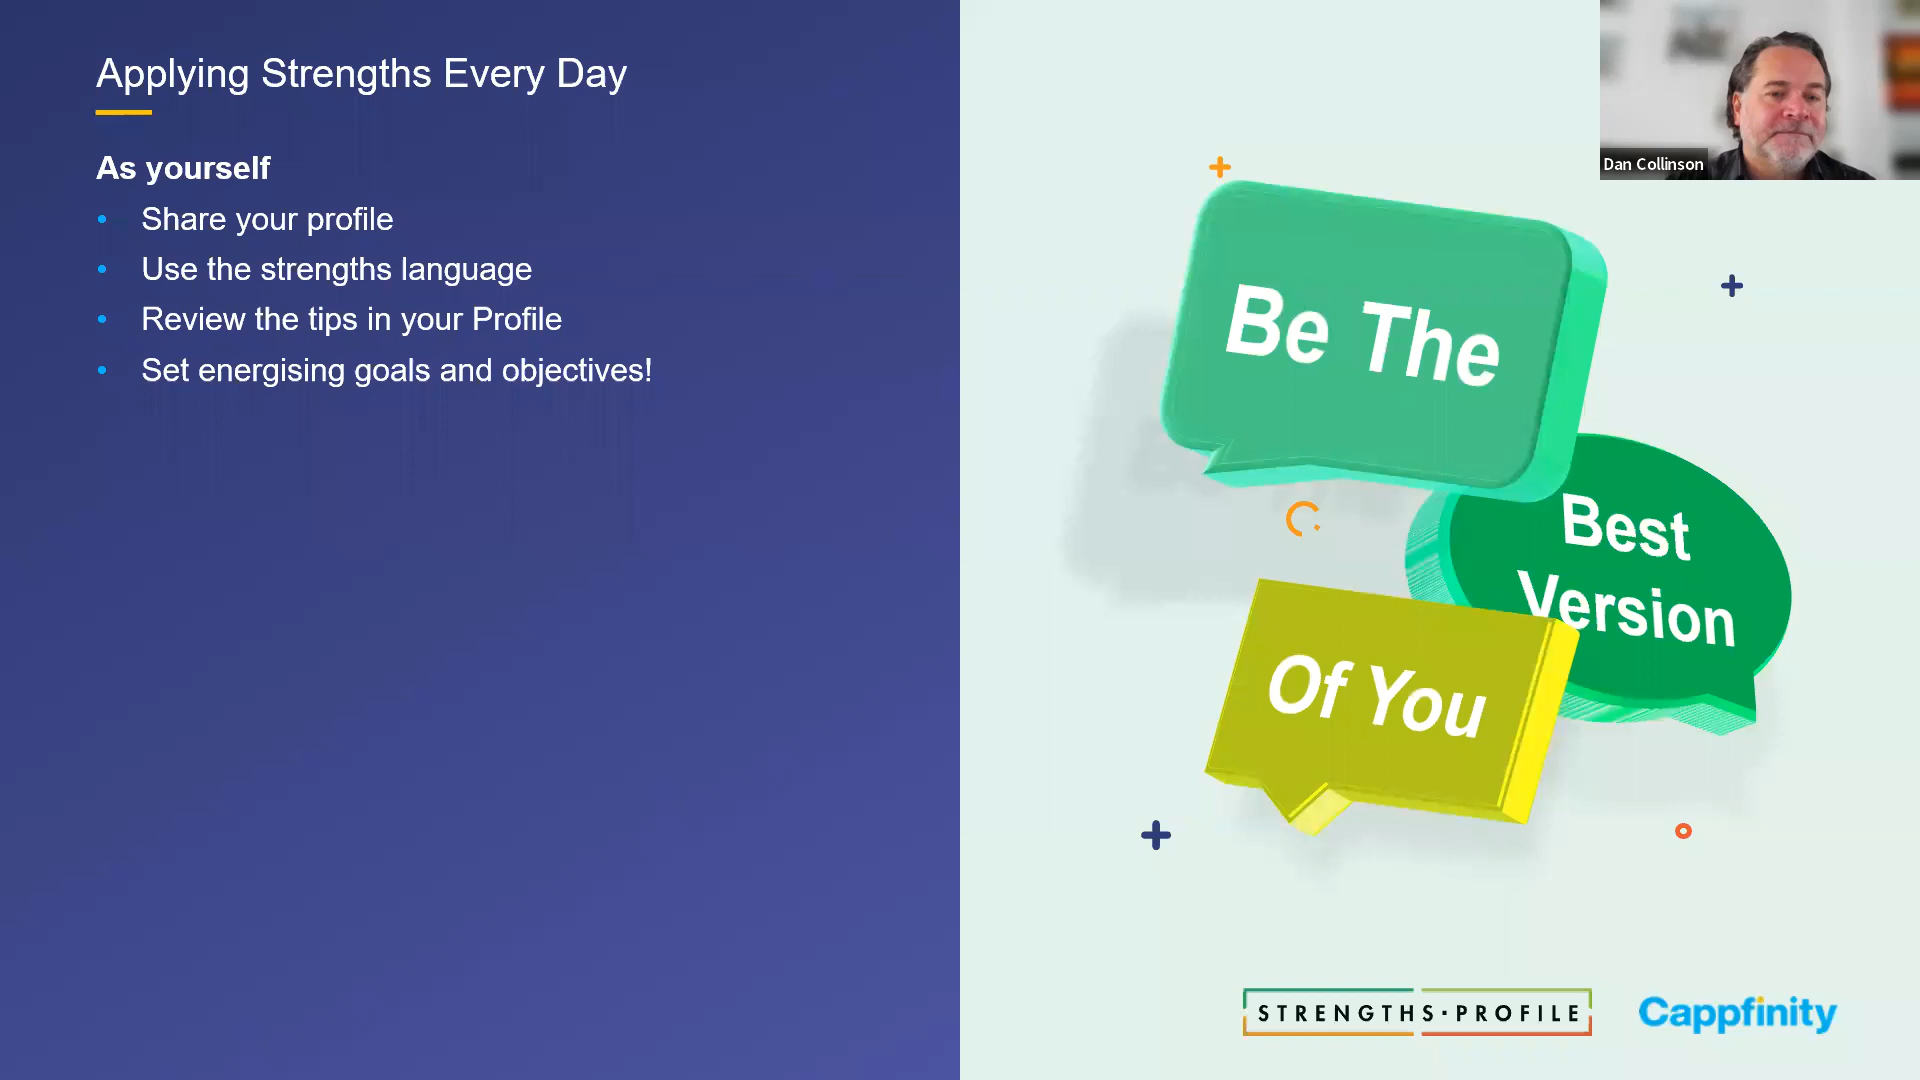 Applying Strengths Every Day
As yourself
• Share your profile
• Use the strengths language
• Review the tips in your Profile
• Set energising goals and objectives!
Dan Collinson
Be The
Best
Version
Of You
STRENGTHS·PROFILE
Cappfinity